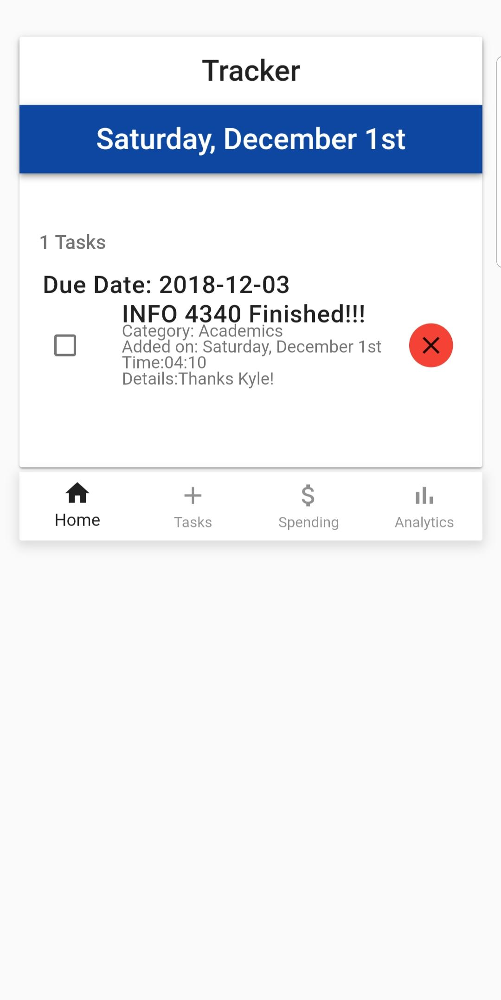 Tracker
Saturday, December 1st
1 Tasks
Due Date: 2018-12-03
INFO 4340 Finished!!!
Category: Academics
Added on: Saturday, December 1st
Time:04:10
Details:Thanks Kyle!
Home
Tasks
Spending
Analytics